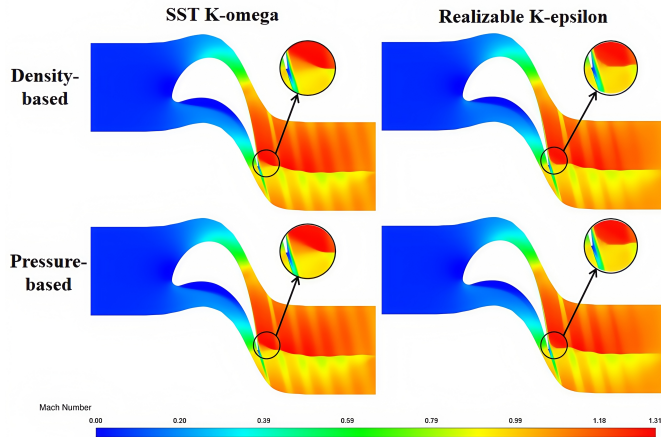 SST K-omega
Realizable K-epsilon
Density-
based
Pressure-
based
Mach Number
0.00 0.20 0.39 0.59 0.79 0.99 1.18 1.31